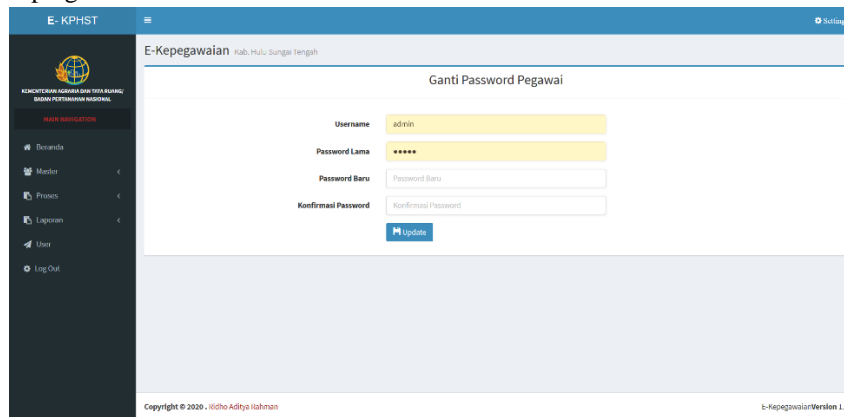 E- KPHST
Setting
E-Kepegawaian Kab. Hulu Sungai Tengah
KEMENTERIAN AGRARIA DAN TATA RUANG/
BADAN PERTANAHAN NASIONAL
MAIN NAVIGATION
Beranda
Master
Proses
Laporan
User
Log Out
Ganti Password Pegawai
Username admin
Password Lama •••••
Password Baru Password Baru
Konfirmasi Password Konfirmasi Password
Update
Copyright © 2020 . Ridho Aditya Rahman
E-KepegawaianVersion 1.